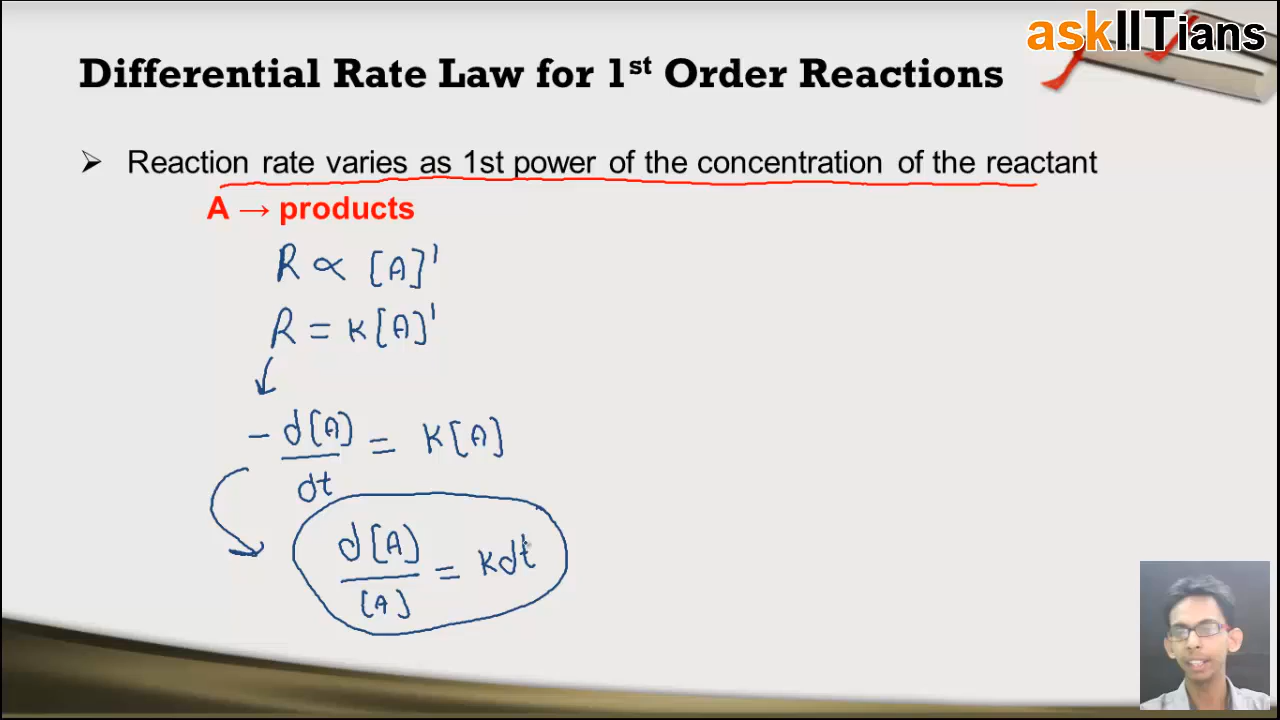 askIITians
Differential Rate Law for 1st Order Reactions
➢ Reaction rate varies as 1st power of the concentration of the reactant
A → products
R ∝ [A]¹
R = K[A]¹
- d[A]/dt = K[A]
d[A]/[A] = Kdt